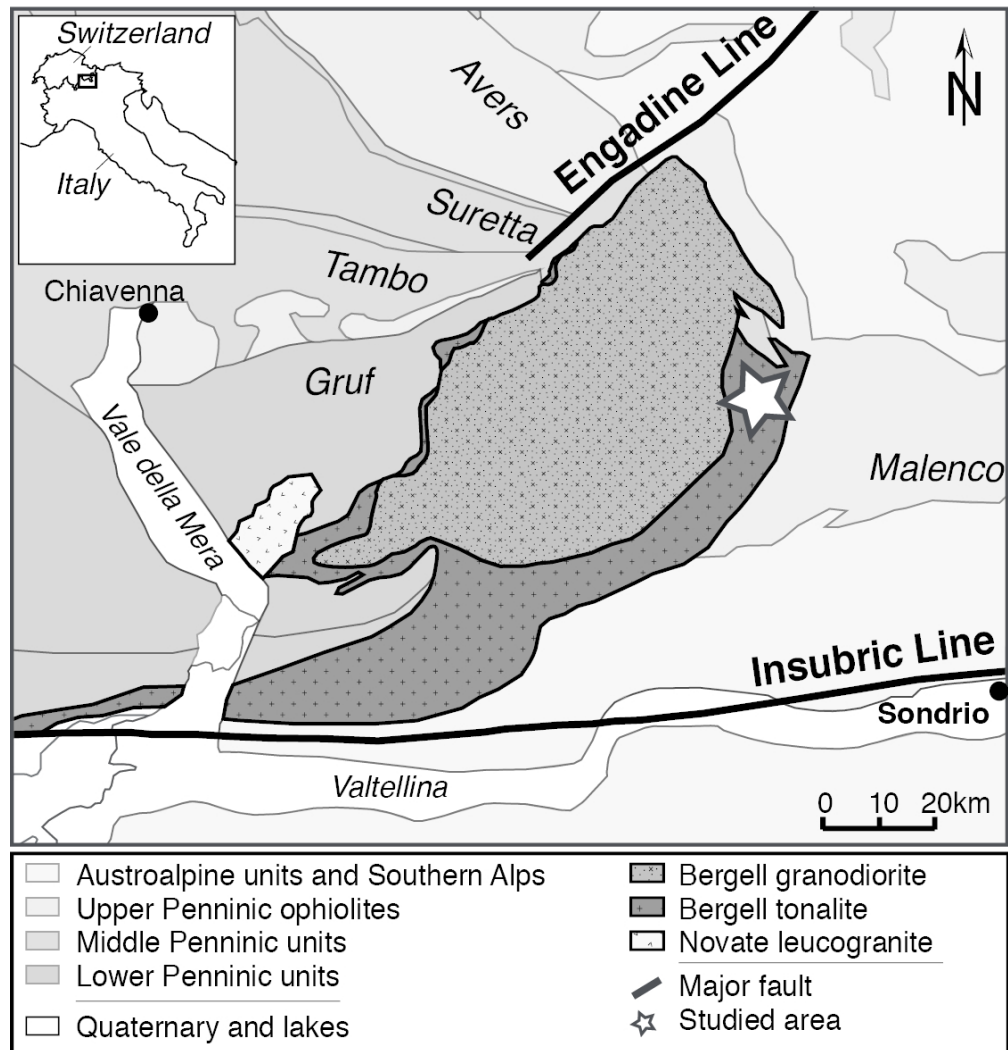 Switzerland
Italy
Avers
Engadine Line
N
Suretta
Tambo
Chiavenna
Gruf
Vale della Mera
Malenco
Insubric Line
Sondrio
Valtellina
0 10 20km
Austroalpine units and Southern Alps
Upper Penninic ophiolites
Middle Penninic units
Lower Penninic units
Quaternary and lakes
Bergell granodiorite
Bergell tonalite
Novate leucogranite
Major fault
Studied area